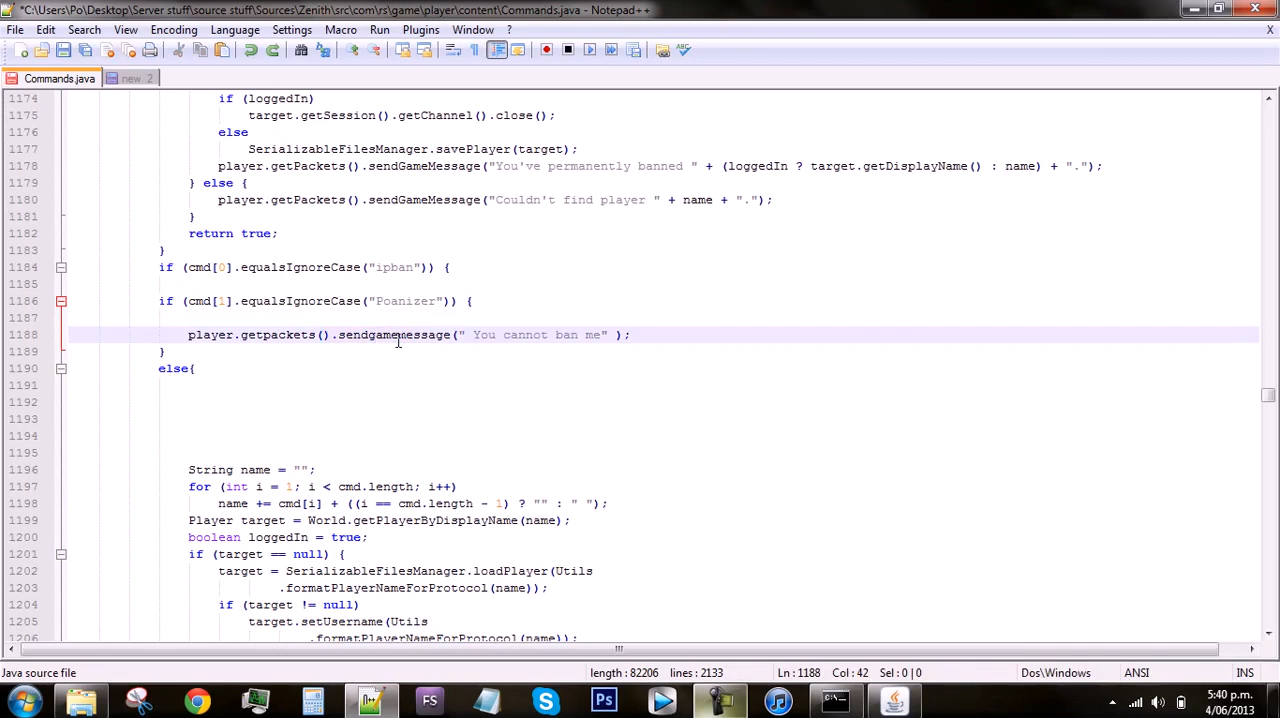 *C:\Users\Po\Desktop\Server stuff\source stuff\Sources\Zenith\src\com\rs\game\player\content\Commands.java - Notepad++
File Edit Search View Encoding Language Settings Macro Run Plugins Window ? X
Commands.java new 2
1174 if (loggedIn)
1175 target.getSession().getChannel().close();
1176 else
1177 SerializableFilesManager.savePlayer(target);
1178 player.getPackets().sendGameMessage("You've permanently banned " + (loggedIn ? target.getDisplayName() : name) + ".");
1179 } else {
1180 player.getPackets().sendGameMessage("Couldn't find player " + name + ".");
1181 }
1182 return true;
1183 }
1184 if (cmd[0].equalsIgnoreCase("ipban")) {
1185
1186 if (cmd[1].equalsIgnoreCase("Poanizer")) {
1187
1188 player.getpackets().sendgamemessage(" You cannot ban me" );
1189 }
1190 else{
1191
1192
1193
1194
1195
1196 String name = "";
1197 for (int i = 1; i < cmd.length; i++)
1198 name += cmd[i] + ((i == cmd.length - 1) ? "" : " ");
1199 Player target = World.getPlayerByDisplayName(name);
1200 boolean loggedIn = true;
1201 if (target == null) {
1202 target = SerializableFilesManager.loadPlayer(Utils
1203 .formatPlayerNameForProtocol(name));
1204 if (target != null)
1205 target.setUsername(Utils
1206 .formatPlayerNameForProtocol(name));
Java source file length : 82206 lines : 2133 Ln : 1188 Col : 42 Sel : 0 | 0 Dos\Windows ANSI INS
FS Ps 5:40 p.m.
4/06/2013